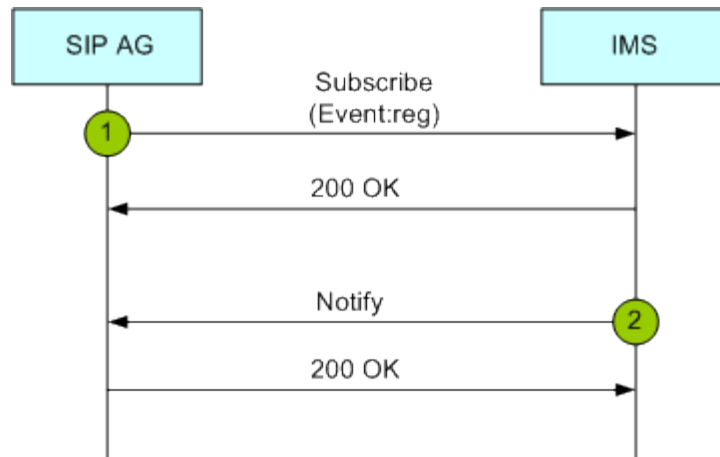 SIP AG
IMS
Subscribe
(Event:reg)
1
200 OK
Notify
2
200 OK